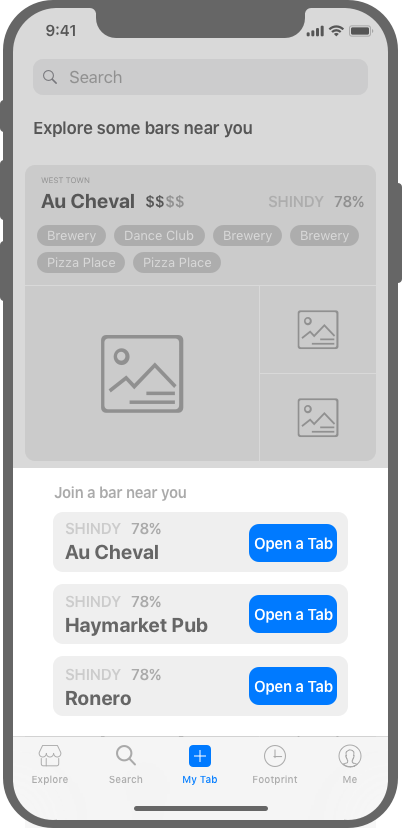 9:41
Search
Explore some bars near you
WEST TOWN
Au Cheval $$$$ SHINDY 78%
Brewery Dance Club Brewery Brewery
Pizza Place Pizza Place
Join a bar near you
SHINDY 78%
Au Cheval
Open a Tab
SHINDY 78%
Haymarket Pub
Open a Tab
SHINDY 78%
Ronero
Open a Tab
Explore Search My Tab Footprint Me